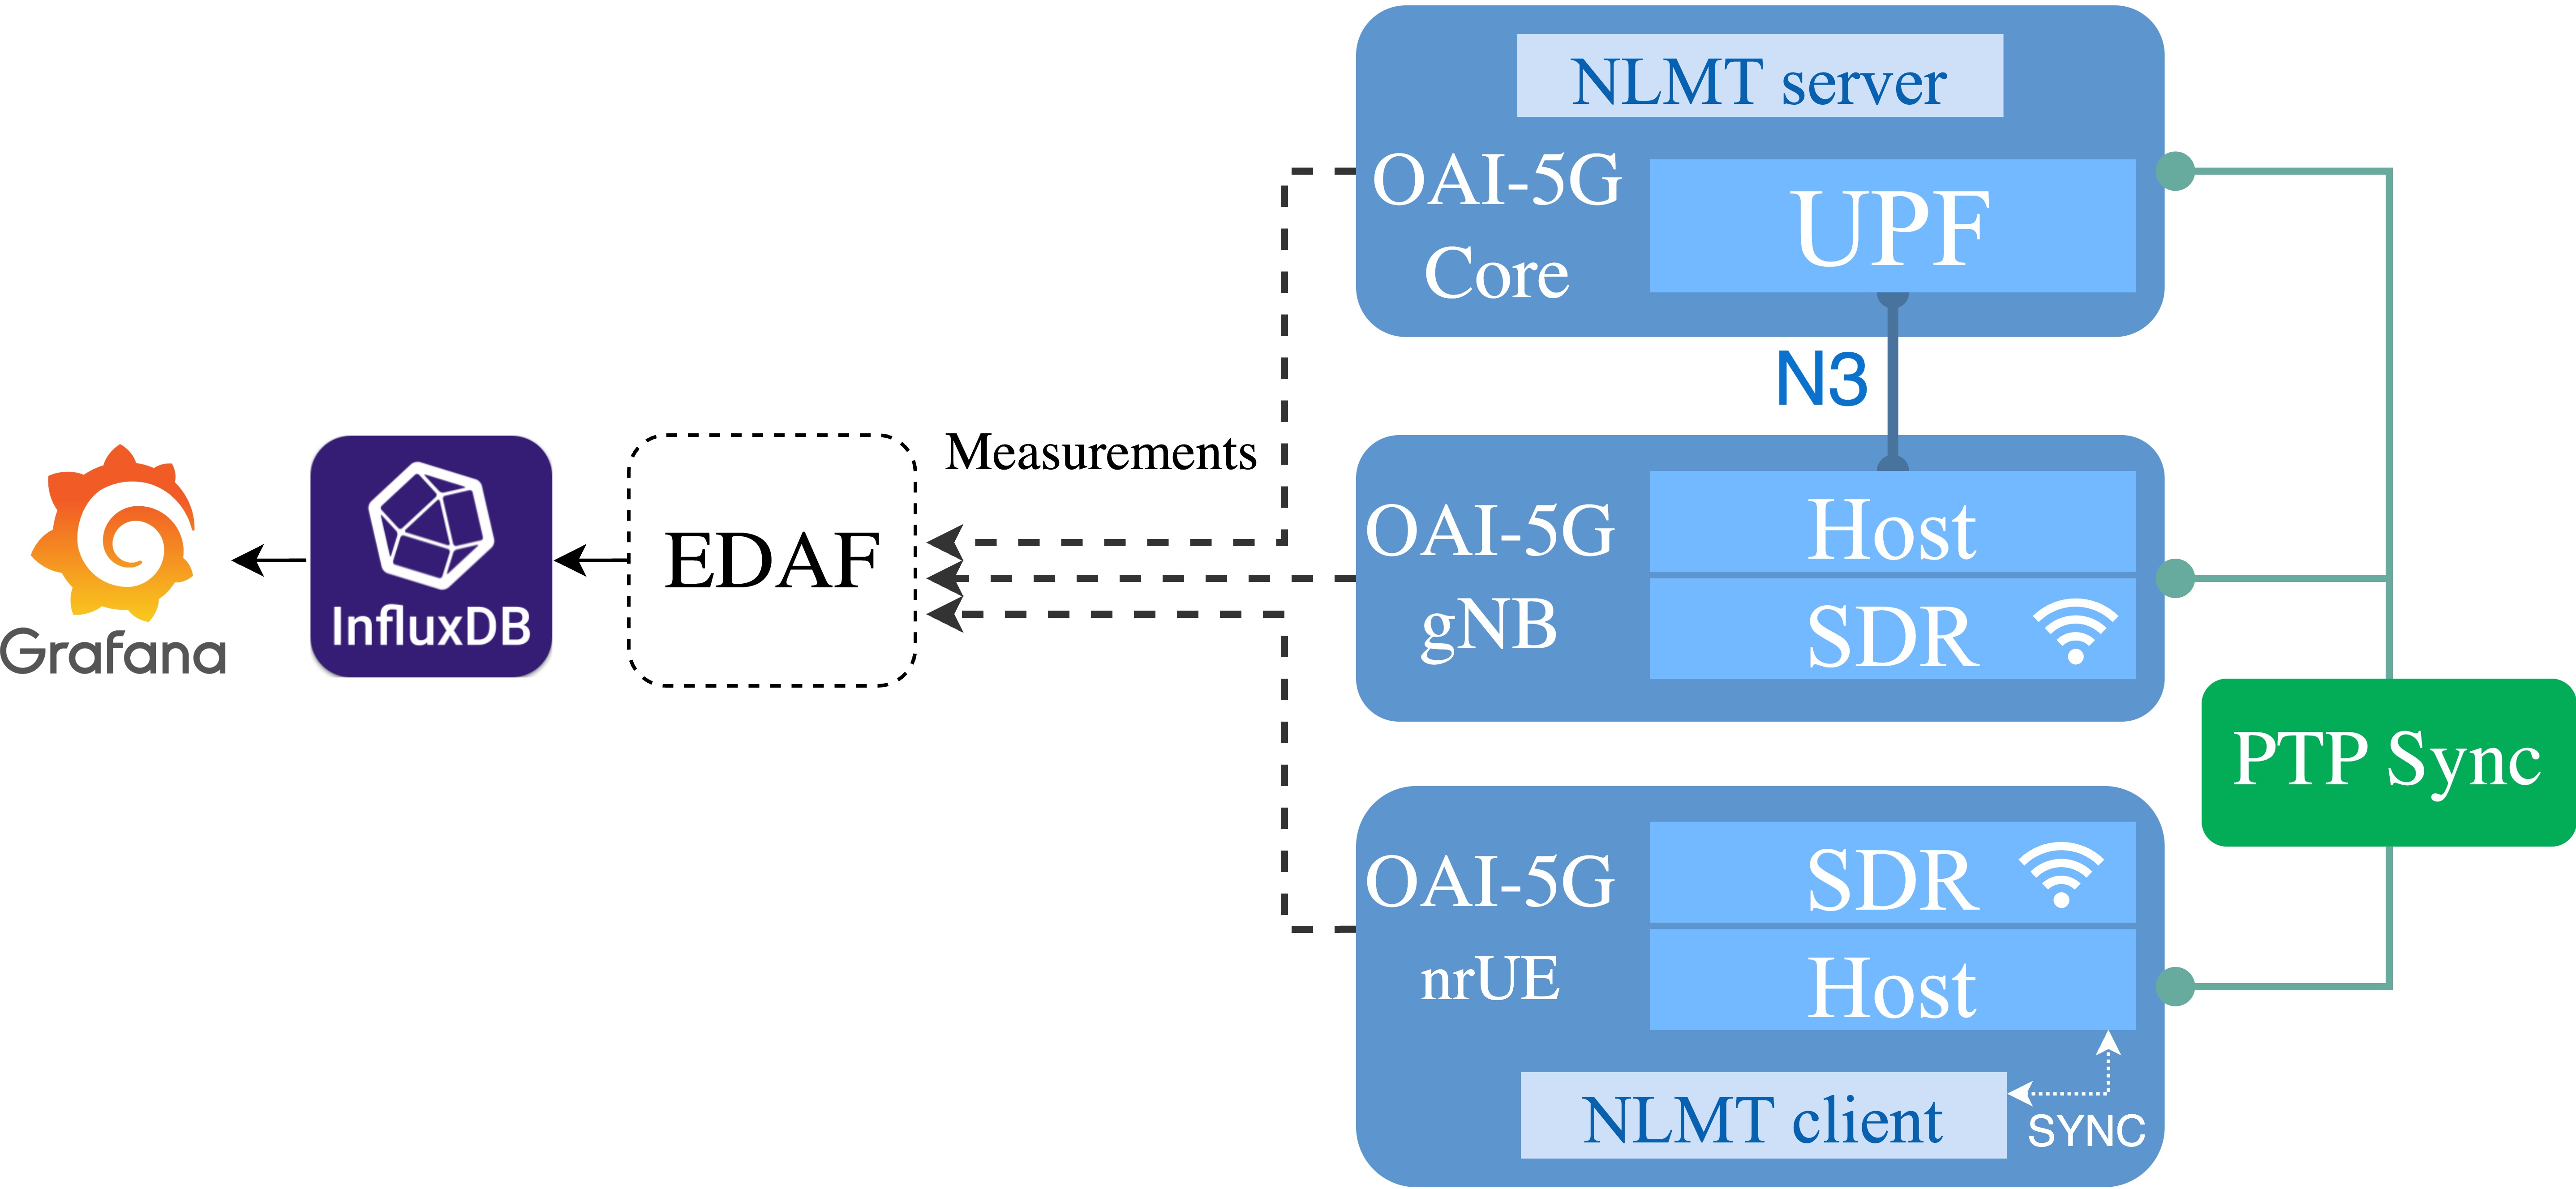 NLMT server
OAI-5G
Core
UPF
N3
Measurements
EDAF
InfluxDB
Grafana
OAI-5G
gNB
Host
SDR
PTP Sync
OAI-5G
nrUE
SDR
Host
NLMT client
SYNC